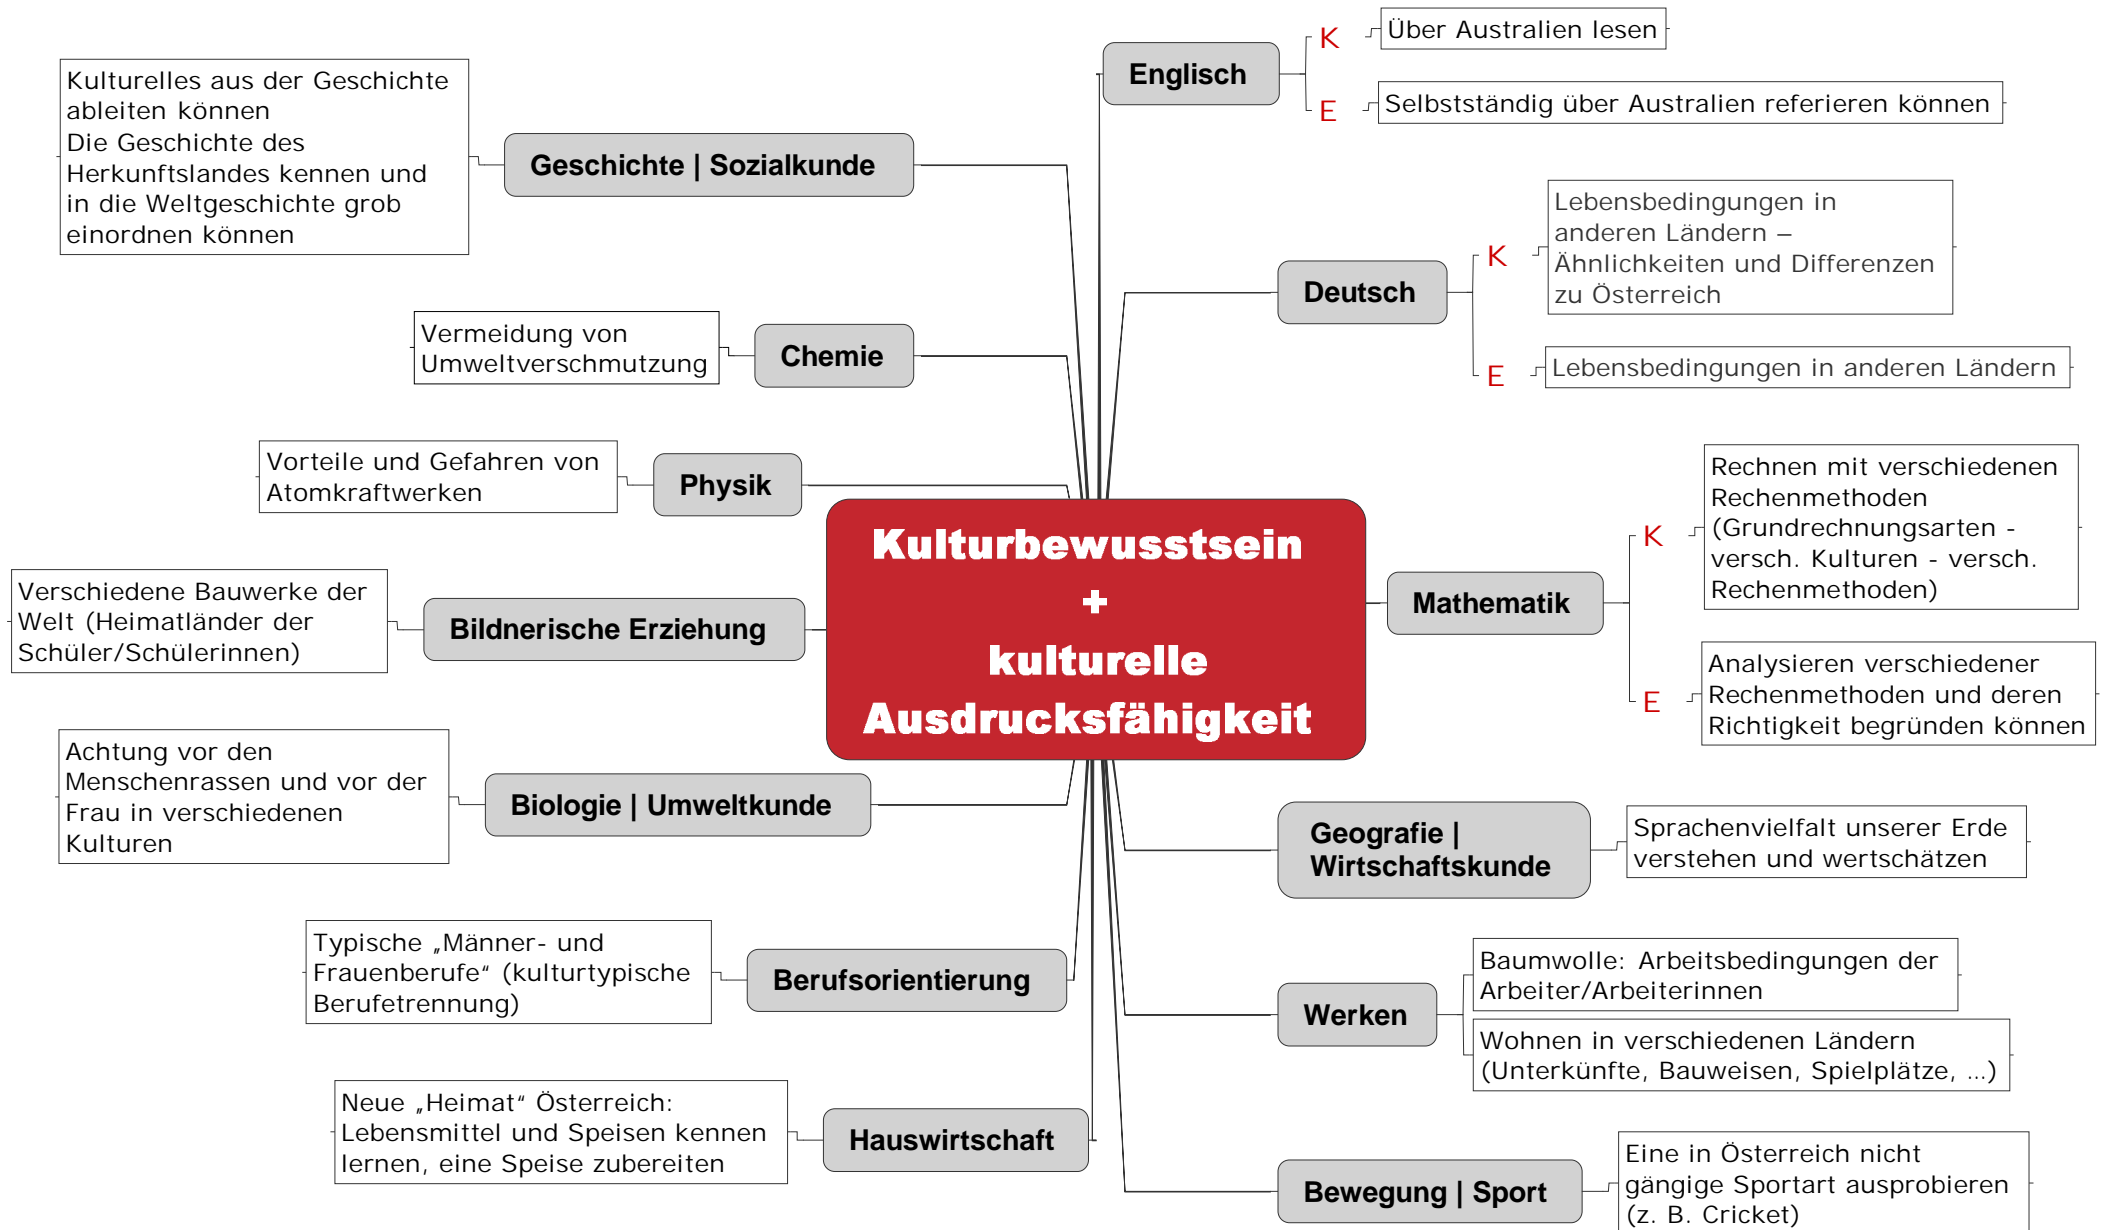 Kulturbewusstsein
+
kulturelle
Ausdrucksfähigkeit
Englisch
K
Über Australien lesen
E
Selbstständig über Australien referieren können
Deutsch
K
Lebensbedingungen in
anderen Ländern –
Ähnlichkeiten und Differenzen
zu Österreich
E
Lebensbedingungen in anderen Ländern
Mathematik
K
Rechnen mit verschiedenen
Rechenmethoden
(Grundrechnungsarten -
versch. Kulturen - versch.
Rechenmethoden)
E
Analysieren verschiedener
Rechenmethoden und deren
Richtigkeit begründen können
Geografie |
Wirtschaftskunde
Sprachenvielfalt unserer Erde
verstehen und wertschätzen
Werken
Baumwolle: Arbeitsbedingungen der
Arbeiter/Arbeiterinnen
Wohnen in verschiedenen Ländern
(Unterkünfte, Bauweisen, Spielplätze, ...)
Bewegung | Sport
Eine in Österreich nicht
gängige Sportart ausprobieren
(z. B. Cricket)
Geschichte | Sozialkunde
Kulturelles aus der Geschichte
ableiten können
Die Geschichte des
Herkunftslandes kennen und
in die Weltgeschichte grob
einordnen können
Chemie
Vermeidung von
Umweltverschmutzung
Physik
Vorteile und Gefahren von
Atomkraftwerken
Bildnerische Erziehung
Verschiedene Bauwerke der
Welt (Heimatländer der
Schüler/Schülerinnen)
Biologie | Umweltkunde
Achtung vor den
Menschenrassen und vor der
Frau in verschiedenen
Kulturen
Berufsorientierung
Typische „Männer- und
Frauenberufe“ (kulturtypische
Berufetrennung)
Hauswirtschaft
Neue „Heimat“ Österreich:
Lebensmittel und Speisen kennen
lernen, eine Speise zubereiten